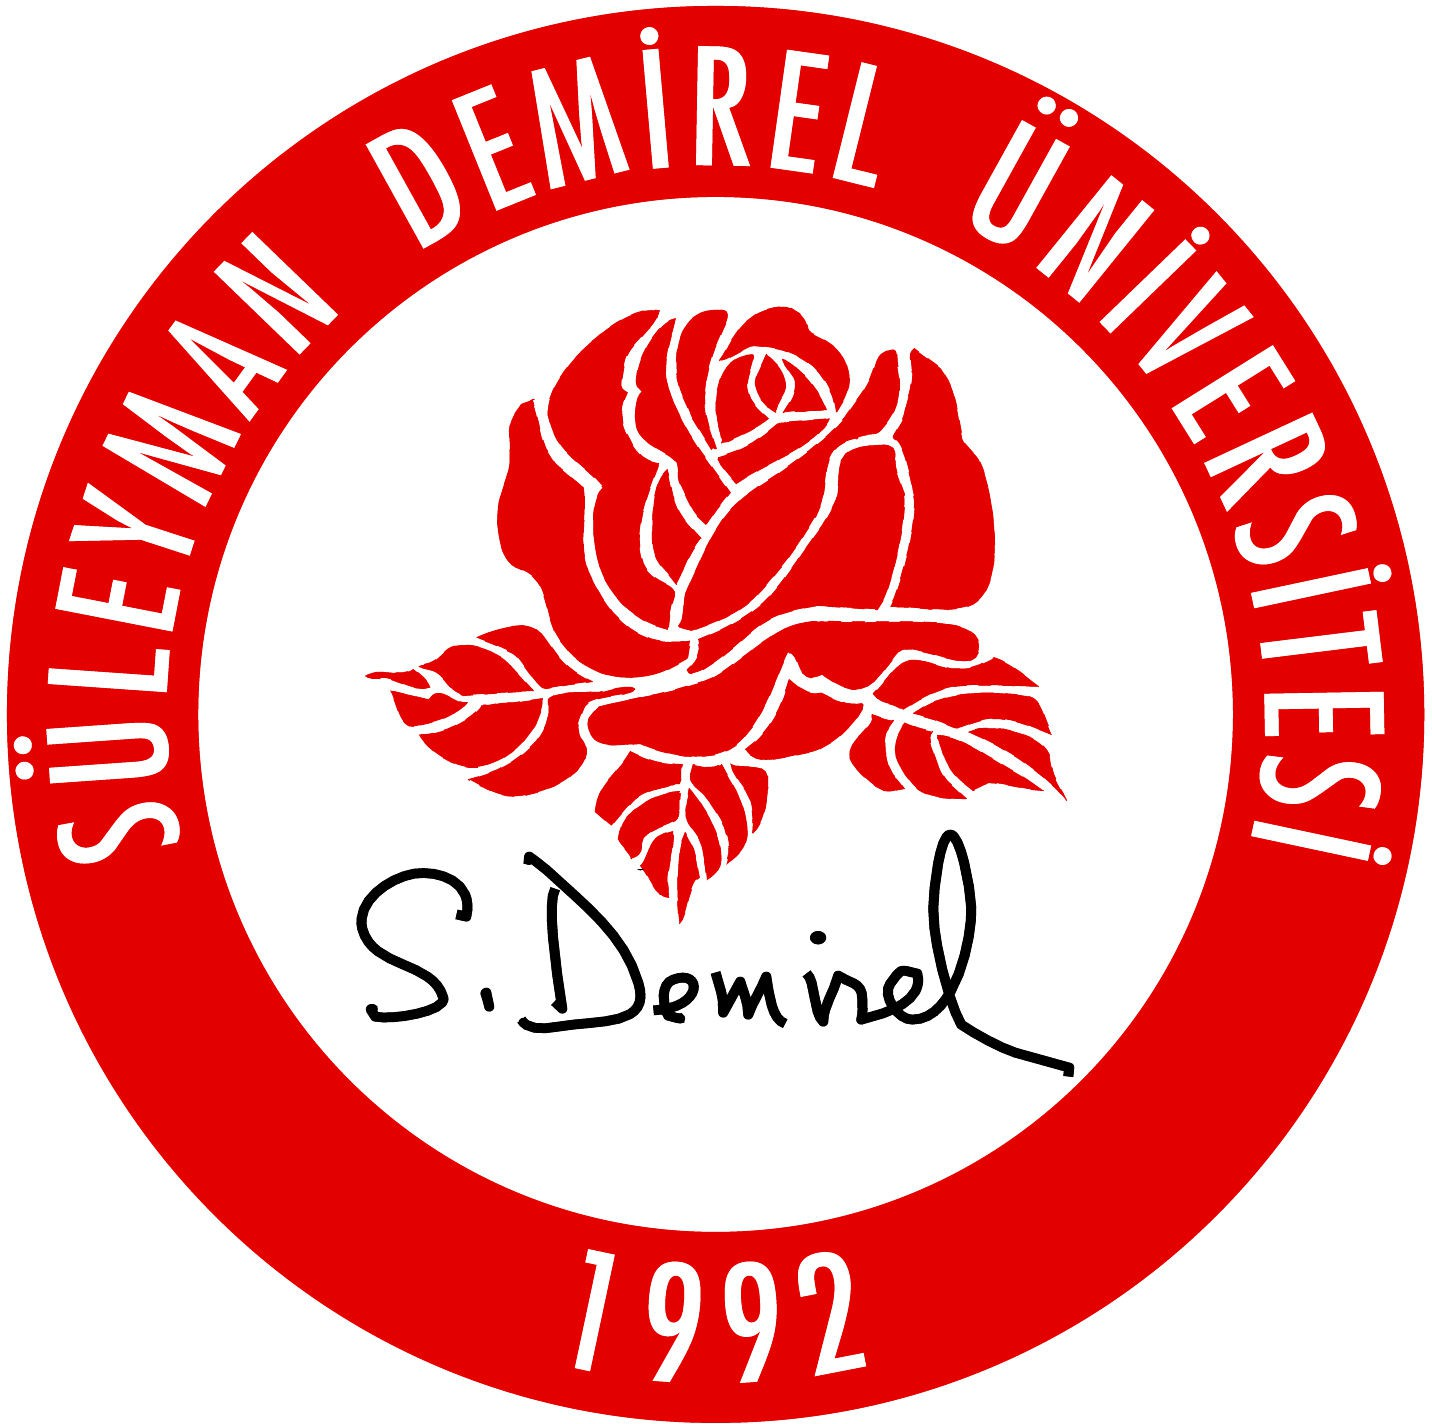 SÜLEYMAN DEMİREL ÜNİVERSİTESİ
S. Demirel
1992